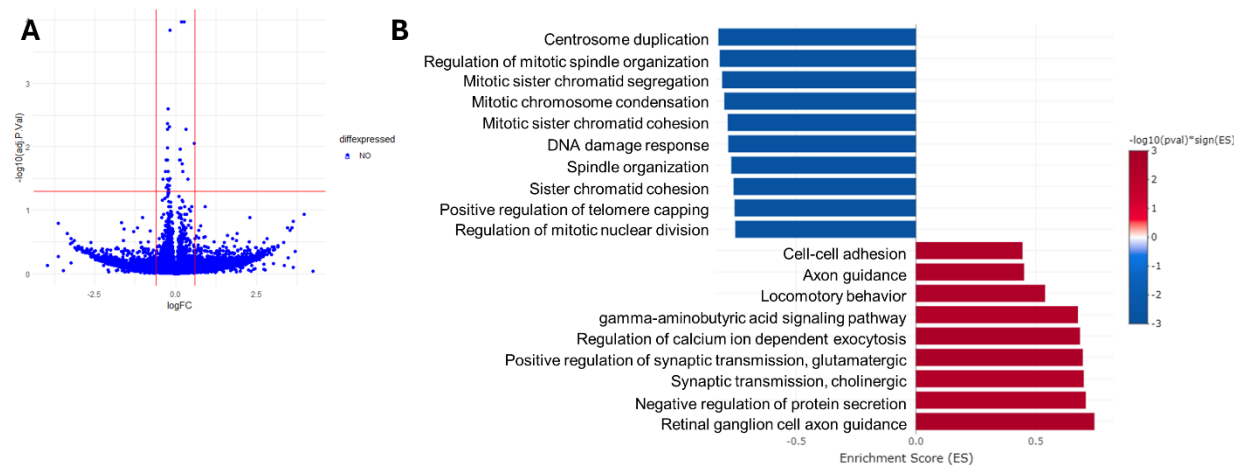 A
B
-log10(adj.P.Val)
3
2
1
0
-2.5
0.0
2.5
logFC
diffexpressed
NO
Centrosome duplication
Regulation of mitotic spindle organization
Mitotic sister chromatid segregation
Mitotic chromosome condensation
Mitotic sister chromatid cohesion
DNA damage response
Spindle organization
Sister chromatid cohesion
Positive regulation of telomere capping
Regulation of mitotic nuclear division
Cell-cell adhesion
Axon guidance
Locomotory behavior
gamma-aminobutyric acid signaling pathway
Regulation of calcium ion dependent exocytosis
Positive regulation of synaptic transmission, glutamatergic
Synaptic transmission, cholinergic
Negative regulation of protein secretion
Retinal ganglion cell axon guidance
-0.5
0.0
0.5
Enrichment Score (ES)
-log10(pval)*sign(ES)
3
2
1
0
-1
-2
-3